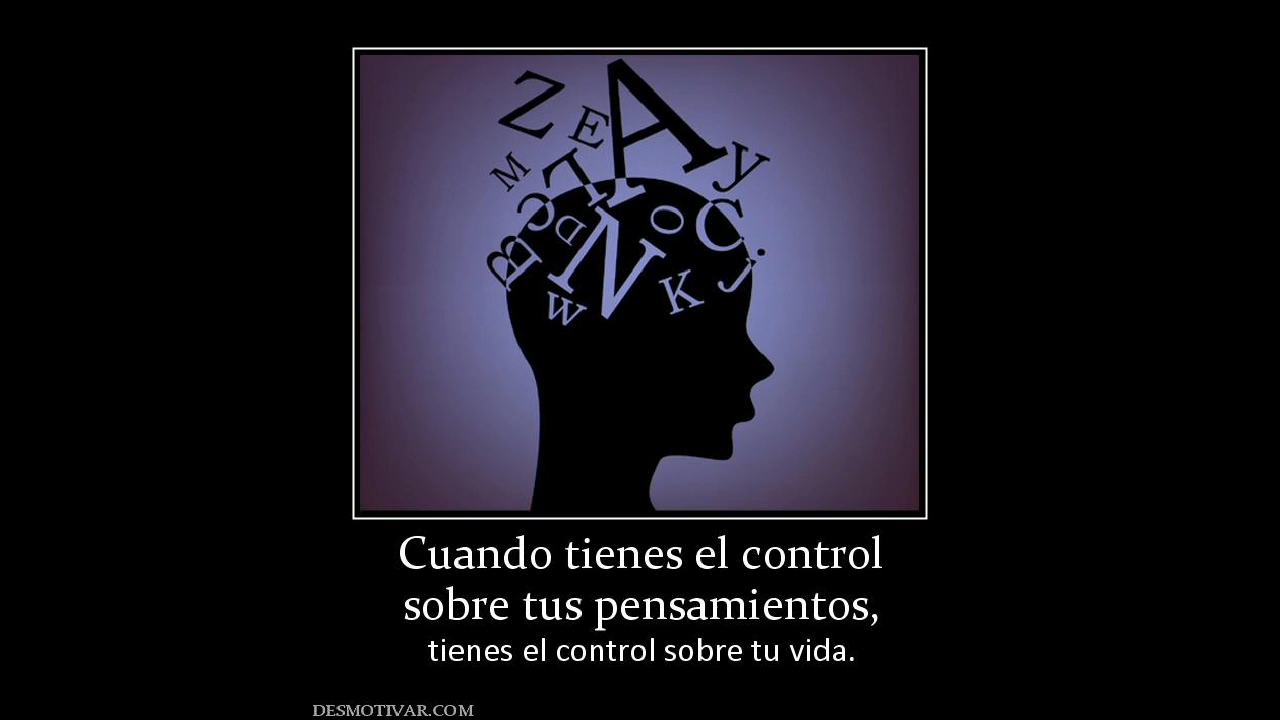 Z
A
E
y
M
L
C
B
D
N
O
C
j
W
K
Cuando tienes el control
sobre tus pensamientos,
tienes el control sobre tu vida.
DESMOTIVAR.COM